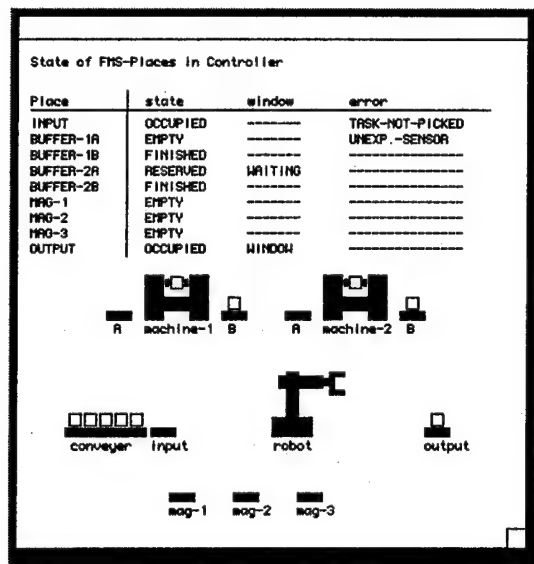 State of FMS-Places in Controller
Place state window error
INPUT OCCUPIED ------- TASK-NOT-PICKED
BUFFER-1A EMPTY ------- UNEXP.-SENSOR
BUFFER-1B FINISHED ------- ---------------
BUFFER-2A RESERVED WAITING ---------------
BUFFER-2B FINISHED ------- ---------------
MAG-1 EMPTY ------- ---------------
MAG-2 EMPTY ------- ---------------
MAG-3 EMPTY ------- ---------------
OUTPUT OCCUPIED WINDOW ---------------
A machine-1 B A machine-2 B
conveyer input robot output
mag-1 mag-2 mag-3